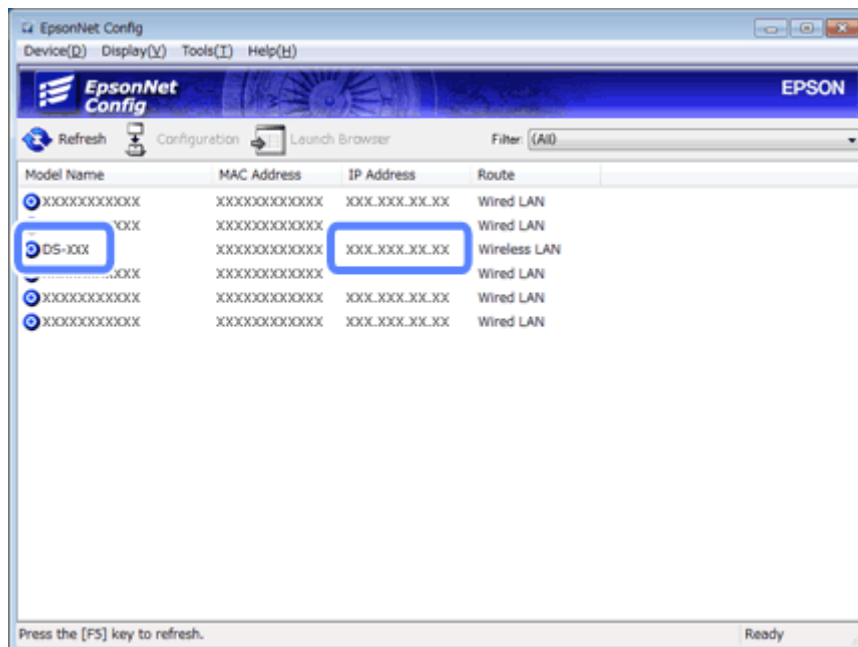 EpsonNet Config
Device(D) Display(V) Tools(T) Help(H)
EpsonNet Config EPSON
Refresh Configuration Launch Browser Filter: (All)
Model Name MAC Address IP Address Route
XXXXXXXXXXX XXXXXXXXXXXX XXX.XXX.XX.XX Wired LAN
XXX XXXXXXXXXXXX Wired LAN
DS-XXX XXXXXXXXXXXX XXX.XXX.XX.XX Wireless LAN
XXX XXXXXXXXXXXX Wired LAN
XXXXXXXXXXX XXXXXXXXXXXX XXX.XXX.XX.XX Wired LAN
XXXXXXXXXXX XXXXXXXXXXXX XXX.XXX.XX.XX Wired LAN
Press the [F5] key to refresh. Ready